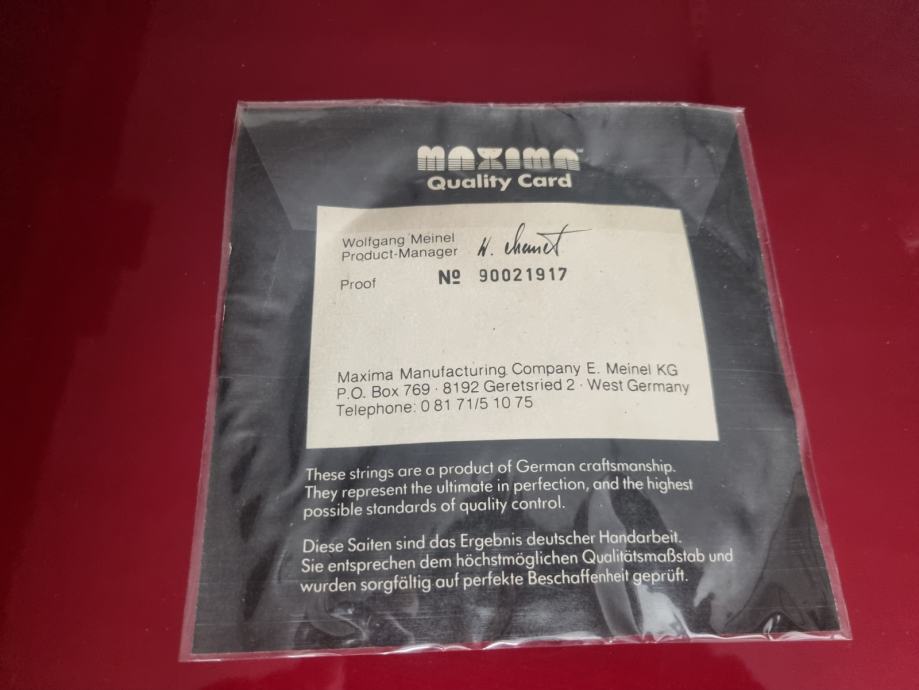 MAXIMA™
Quality Card
Wolfgang Meinel
Product-Manager
Proof Nº 90021917
Maxima Manufacturing Company E. Meinel KG
P.O. Box 769 · 8192 Geretsried 2 · West Germany
Telephone: 0 81 71/5 10 75
These strings are a product of German craftsmanship.
They represent the ultimate in perfection, and the highest
possible standards of quality control.
Diese Saiten sind das Ergebnis deutscher Handarbeit.
Sie entsprechen dem höchstmöglichen Qualitätsmaßstab und
wurden sorgfältig auf perfekte Beschaffenheit geprüft.